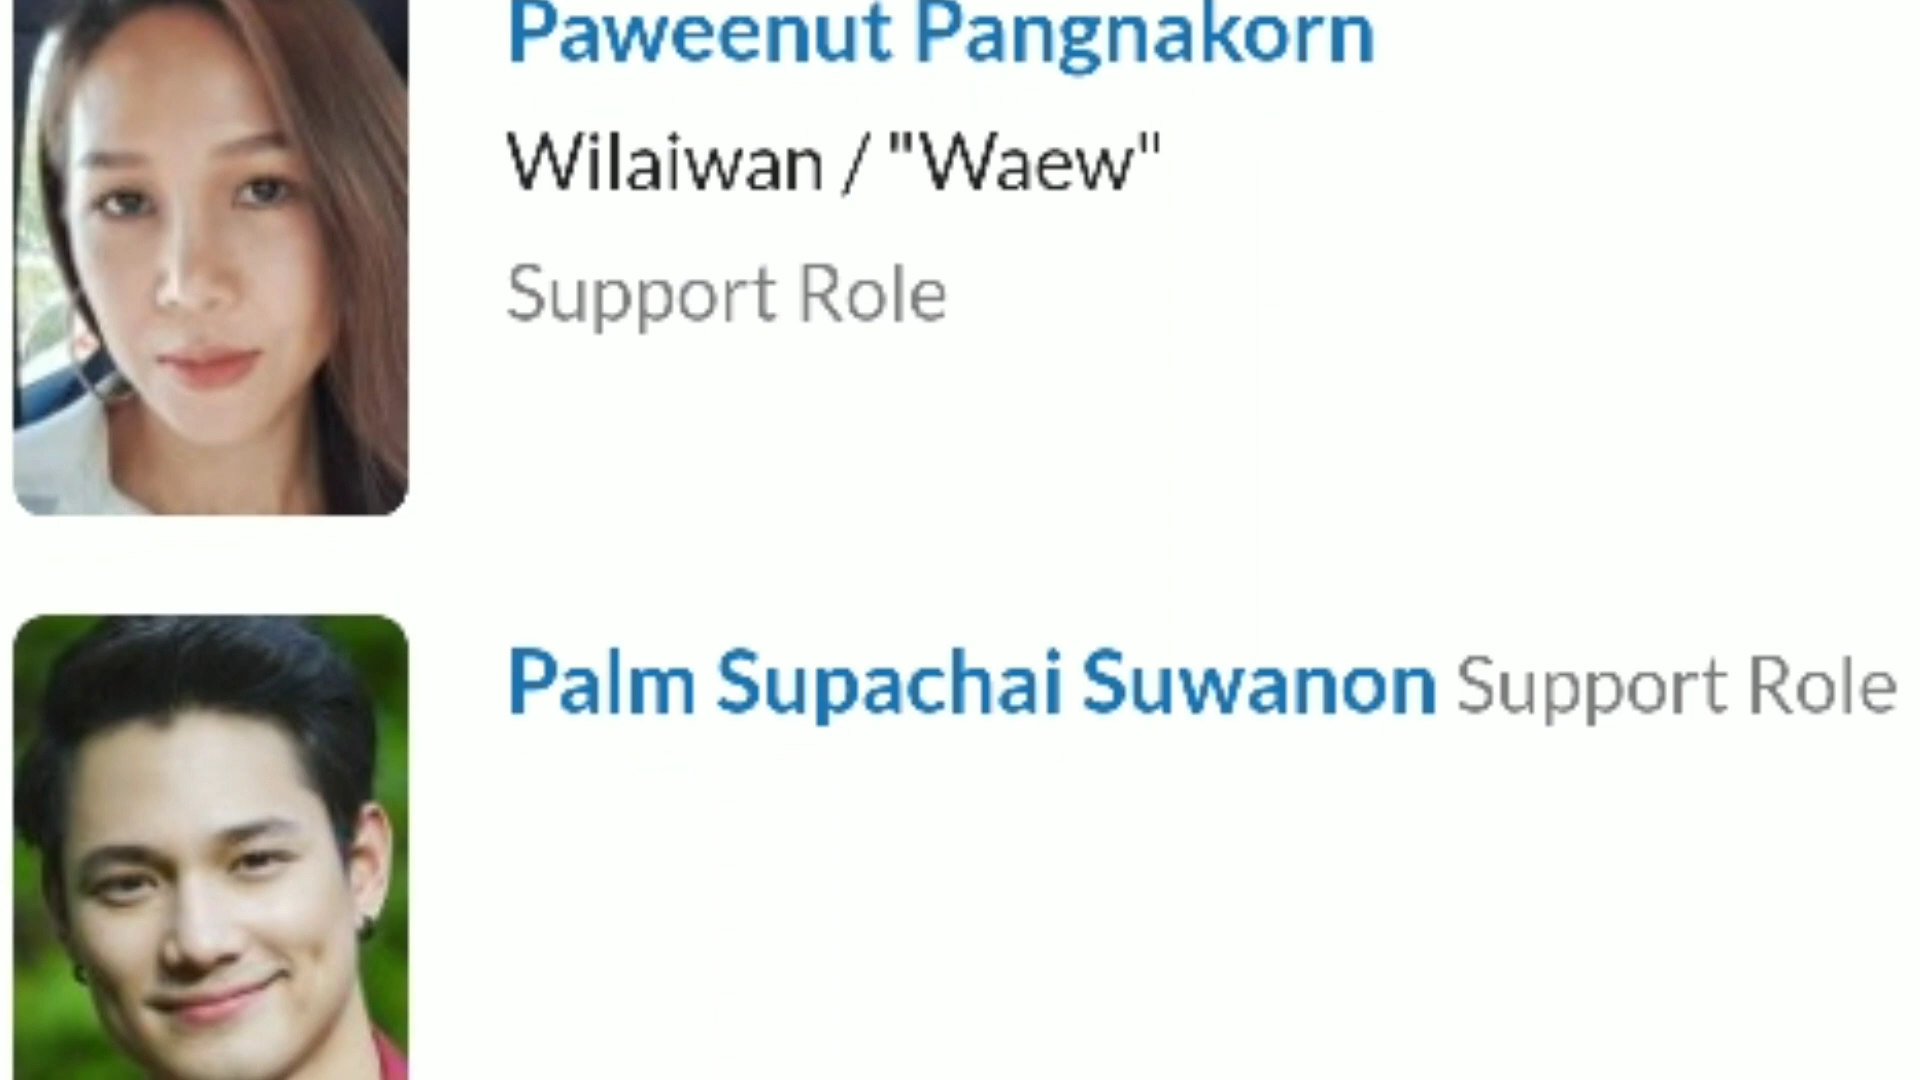 Paweenut Pangnakorn
Wilaiwan / "Waew"
Support Role
Palm Supachai Suwanon Support Role